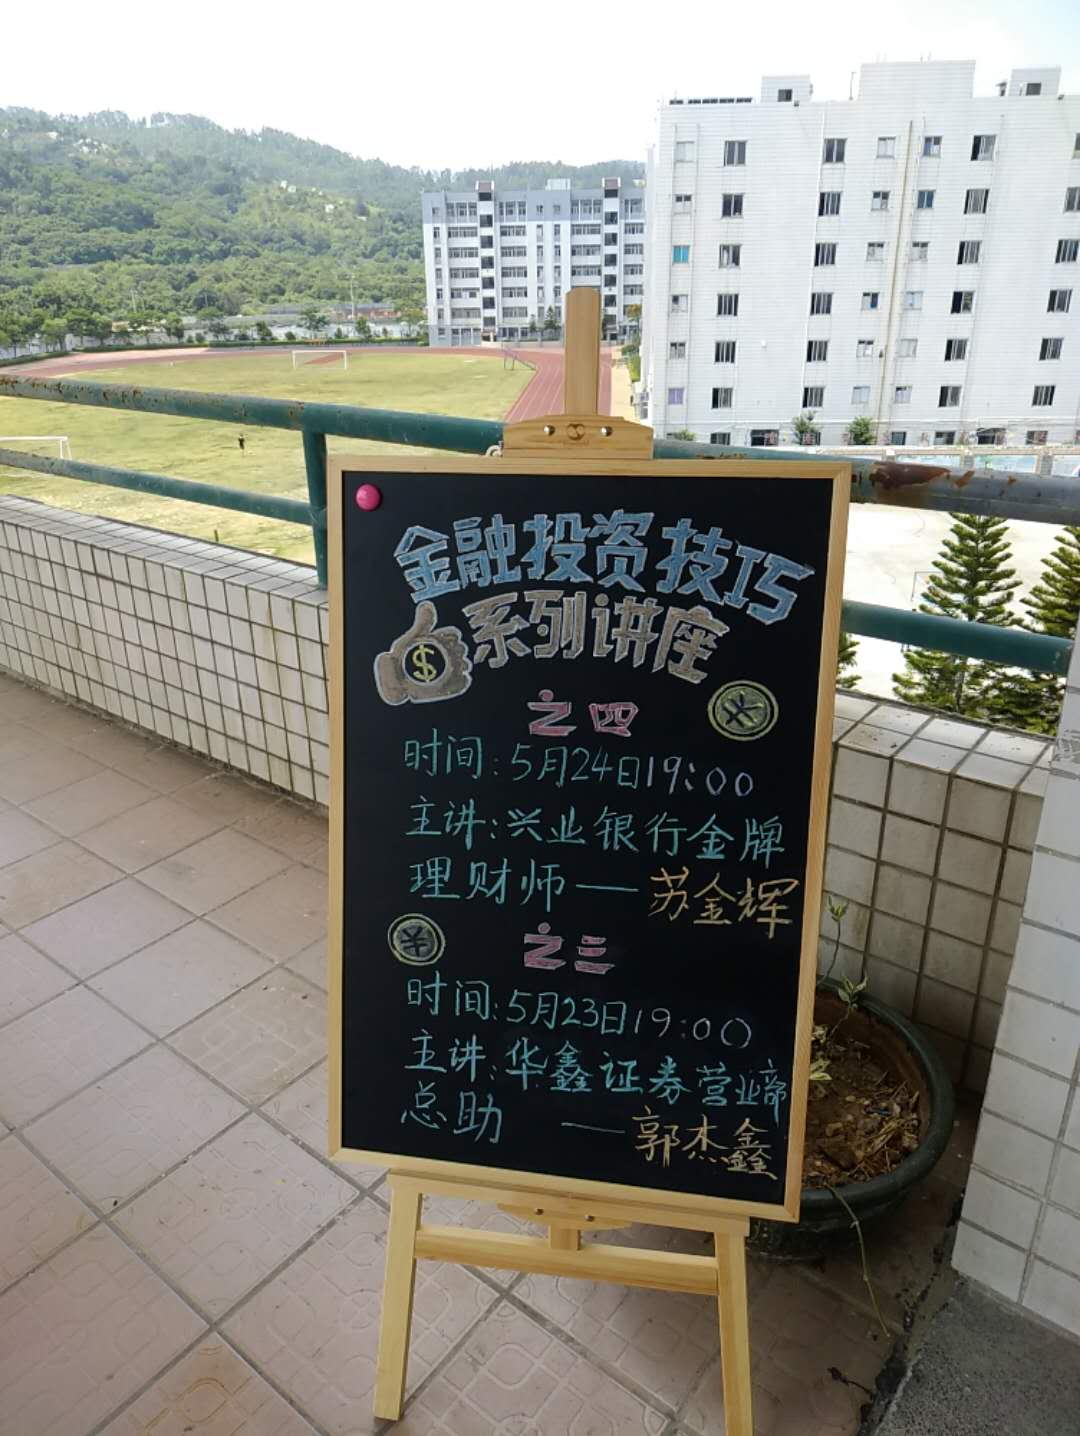 金融投资技巧
系列讲座
$
之四
时间:5月24日19:00
主讲:兴业银行金牌
理财师——苏金辉
之三
时间:5月23日19:00
主讲:华鑫证券营业部
总助 ——郭杰鑫